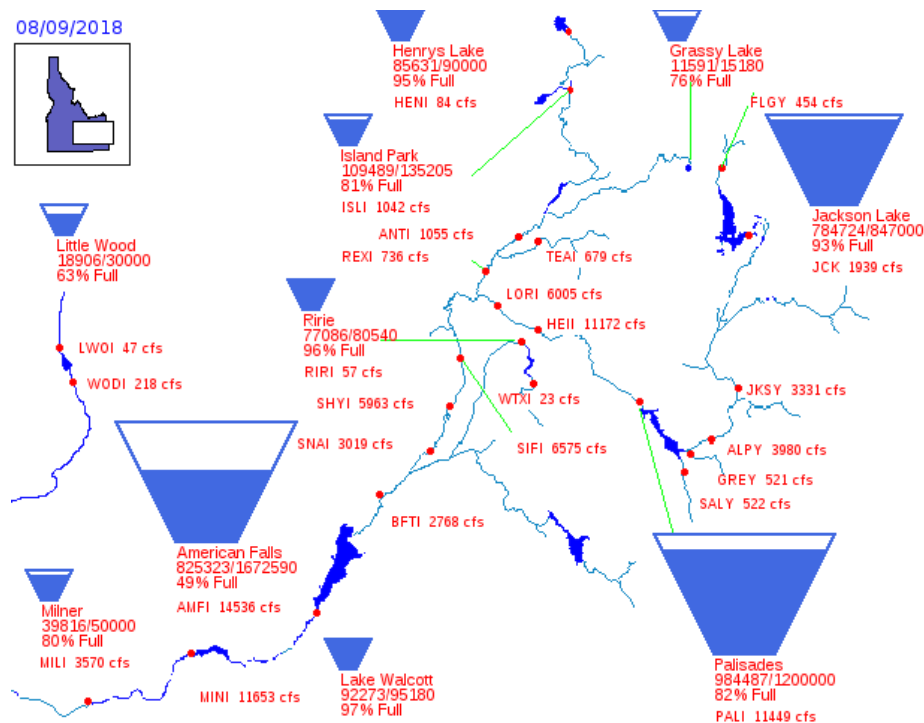 08/09/2018
Henrys Lake
85631/90000
95% Full
HENI 84 cfs
Grassy Lake
11591/15180
76% Full
FLGY 454 cfs
Island Park
109489/135205
81% Full
ISLI 1042 cfs
Jackson Lake
784724/847000
93% Full
JCK 1939 cfs
Little Wood
18906/30000
63% Full
ANTI 1055 cfs
REXI 736 cfs
TEAI 679 cfs
LORI 6005 cfs
HEII 11172 cfs
Ririe
77086/80540
96% Full
RIRI 57 cfs
LWOI 47 cfs
WODI 218 cfs
WTXI 23 cfs
JKSY 3331 cfs
SHYI 5963 cfs
SNAI 3019 cfs
SIFI 6575 cfs
ALPY 3980 cfs
GREY 521 cfs
SALY 522 cfs
BFTI 2768 cfs
American Falls
825323/1672590
49% Full
AMFI 14536 cfs
Milner
39816/50000
80% Full
MILI 3570 cfs
MINI 11653 cfs
Lake Walcott
92273/95180
97% Full
Palisades
984487/1200000
82% Full
PALI 11449 cfs